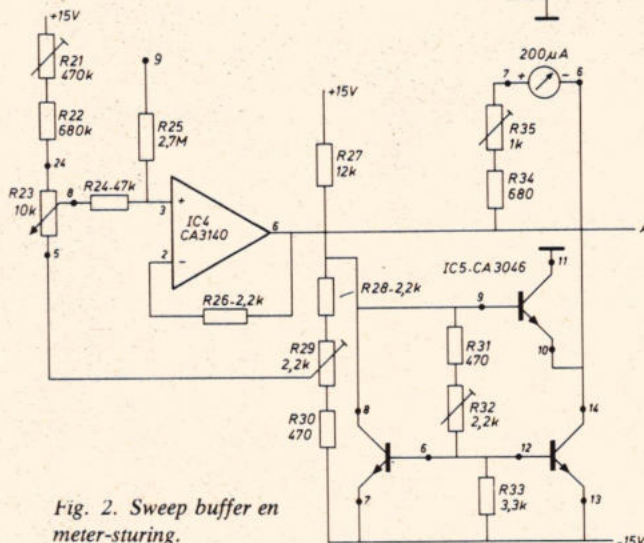 +15V
R21
470k
R22
680k
24
R23
10k
8
R24-47k
5
9
R25
2,7M
3
+
IC4
CA3140
2
-
6
R26-2,2k
+15V
R27
12k
R28-2,2k
R29
2,2k
R30
470
200µA
7
+
-
6
R35
1k
R34
680
A
IC5-CA3046
11
9
10
R31
470
R32
2,2k
8
6
7
12
14
13
R33
3,3k
-15V
Fig. 2. Sweep buffer en
meter-sturing.